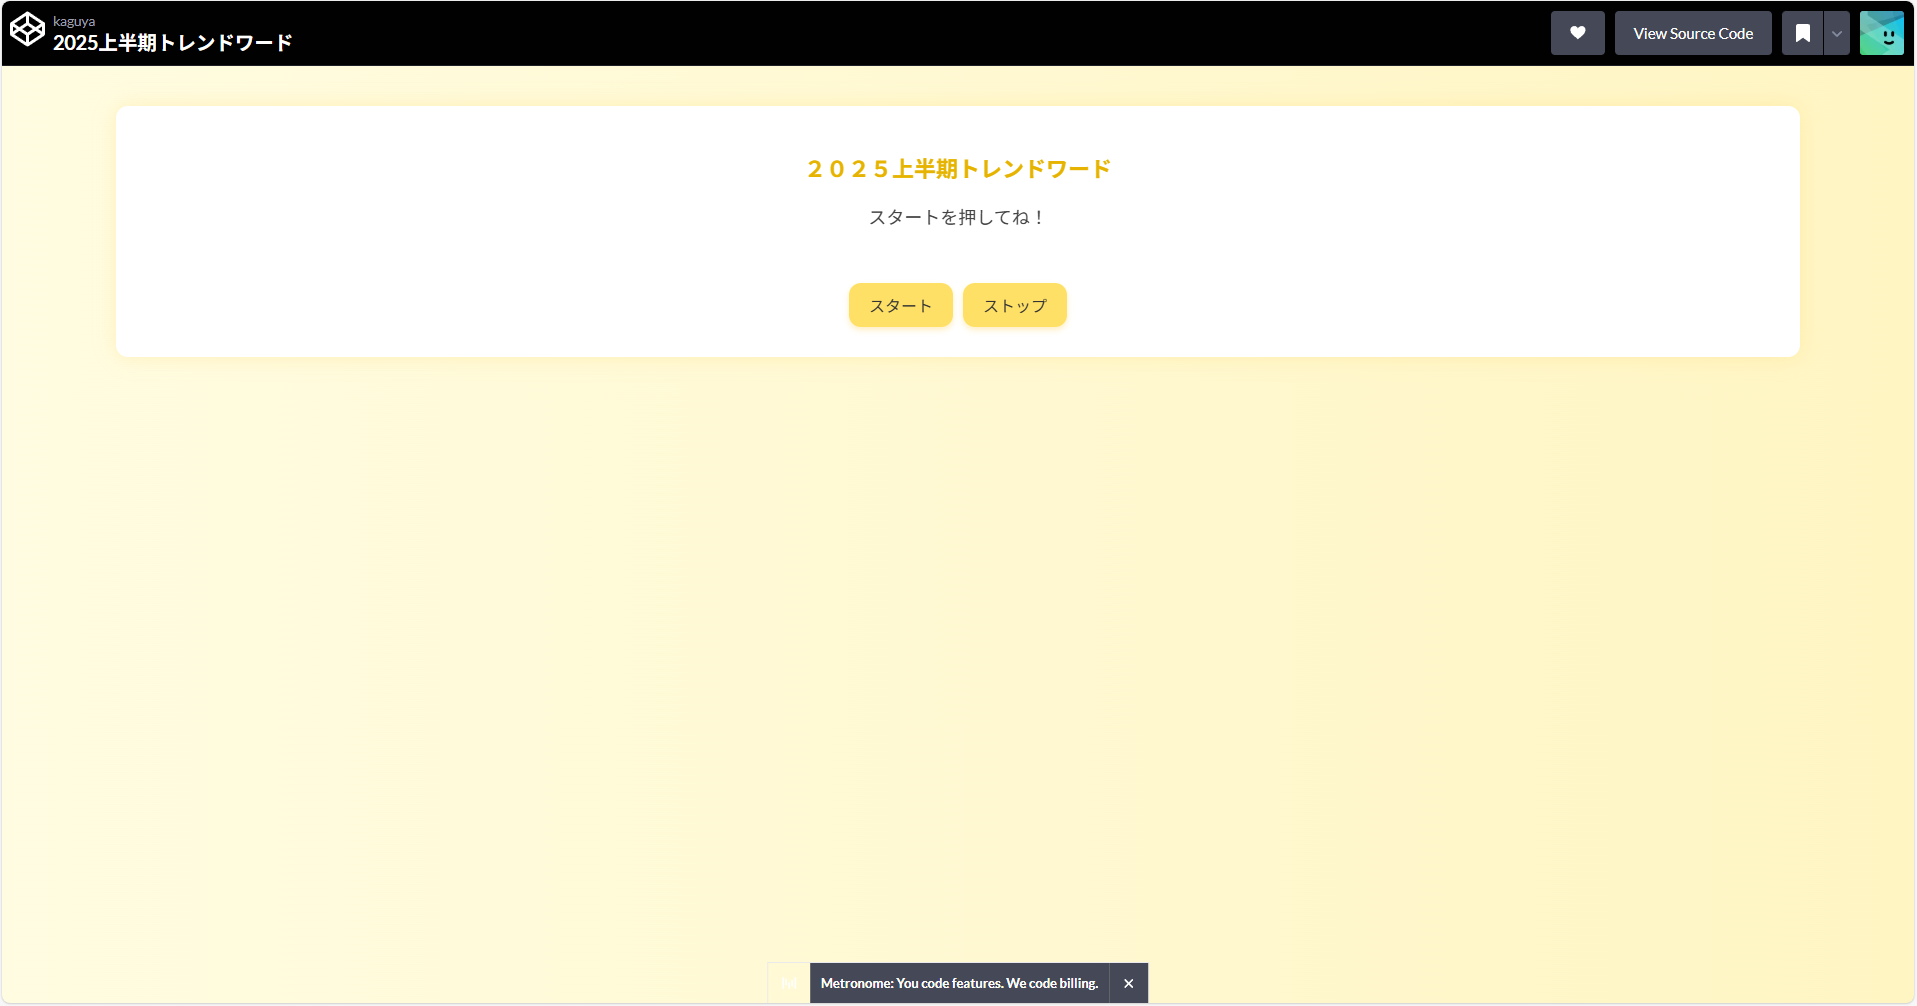 kaguya
2025上半期トレンドワード
View Source Code
２０２５上半期トレンドワード
スタートを押してね！
スタート
ストップ
Metronome: You code features. We code billing.